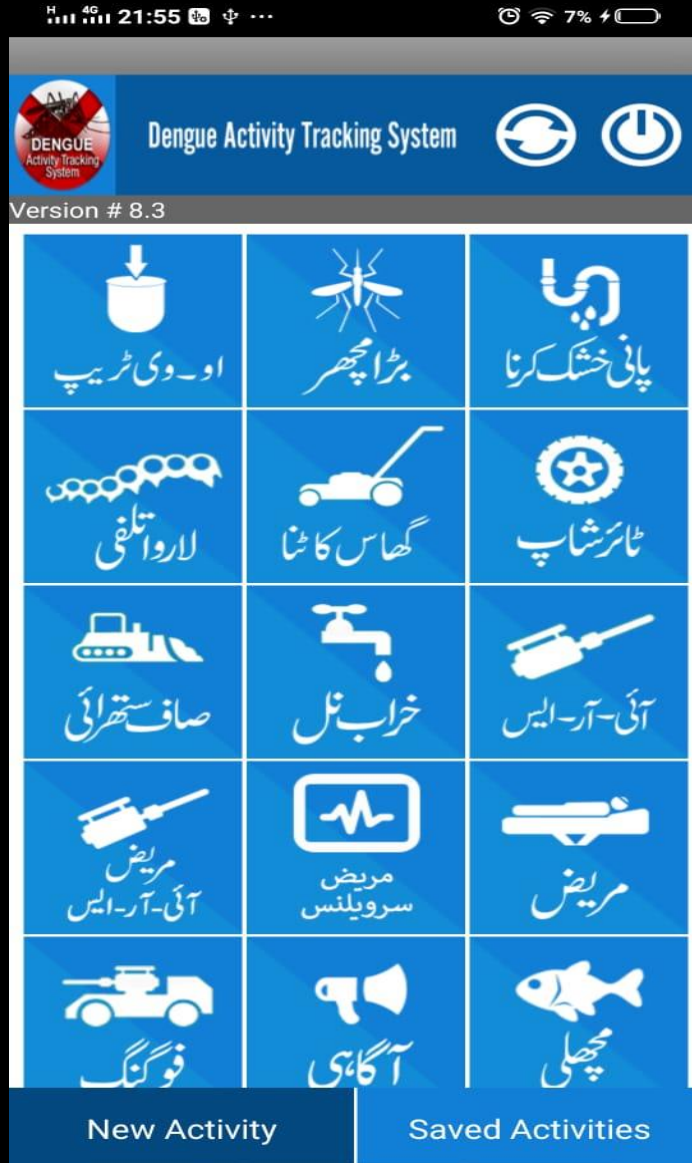 H 4G 21:55 7%
DENGUE
Activity Tracking
System
Dengue Activity Tracking System
Version # 8.3
پانی خشک کرنا
بڑا مچھر
او۔وی ٹریپ
ٹائر شاپ
گھاس کاٹنا
لاروا تلفی
آئی-آر-ایس
خراب نل
صاف ستھرائی
مریض
مریض
سرویلنس
مریض
آئی-آر-ایس
مچھلی
آگاہی
فوگنگ
New Activity
Saved Activities